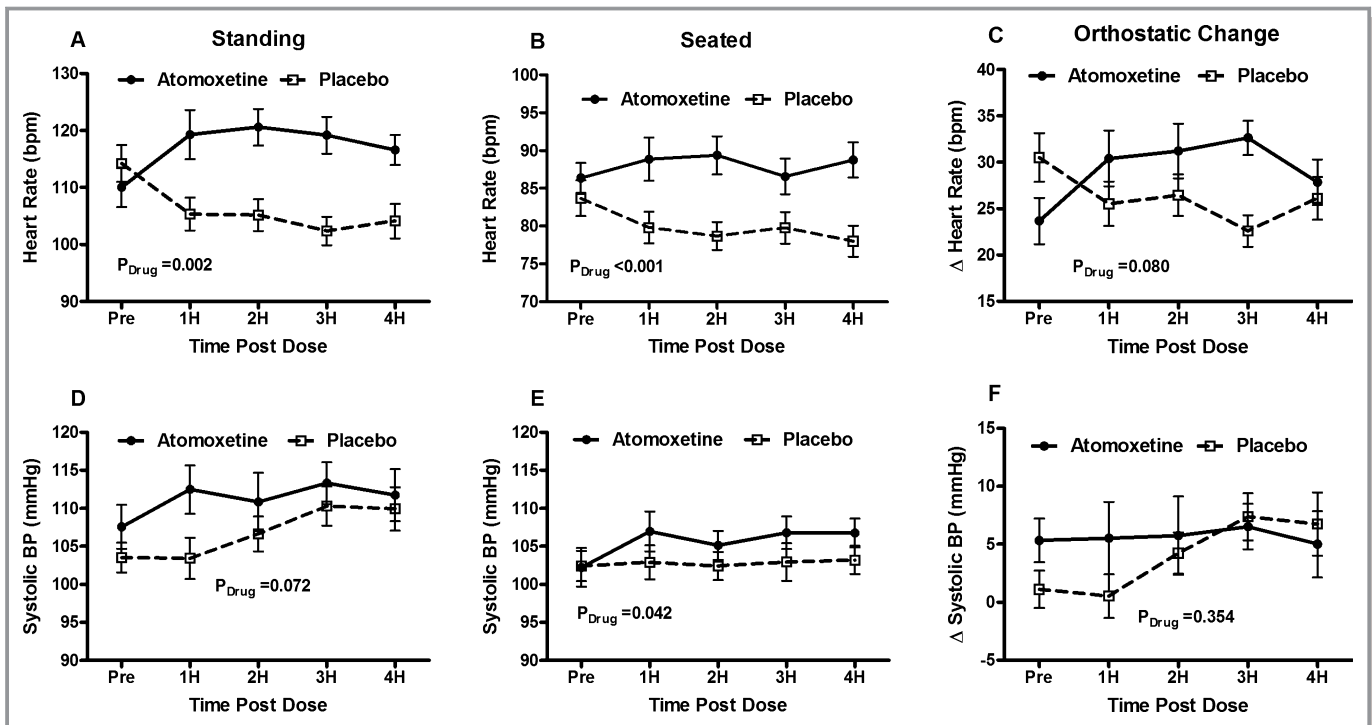 A Standing
130
Atomoxetine Placebo
120
110
100
90
Heart Rate (bpm)
P Drug =0.002
Pre 1H 2H 3H 4H
Time Post Dose
B Seated
100
95
90
85
80
75
70
Atomoxetine Placebo
Heart Rate (bpm)
P Drug <0.001
Pre 1H 2H 3H 4H
Time Post Dose
C Orthostatic Change
40
35
30
25
20
15
Atomoxetine Placebo
Δ Heart Rate (bpm)
P Drug =0.080
Pre 1H 2H 3H 4H
Time Post Dose
D
120
115
110
105
100
95
90
Atomoxetine Placebo
Systolic BP (mmHg)
P Drug =0.072
Pre 1H 2H 3H 4H
Time Post Dose
E
120
115
110
105
100
95
90
Atomoxetine Placebo
Systolic BP (mmHg)
P Drug =0.042
Pre 1H 2H 3H 4H
Time Post Dose
F
15
10
5
0
-5
Atomoxetine Placebo
Δ Systolic BP (mmHg)
P Drug =0.354
Pre 1H 2H 3H 4H
Time Post Dose